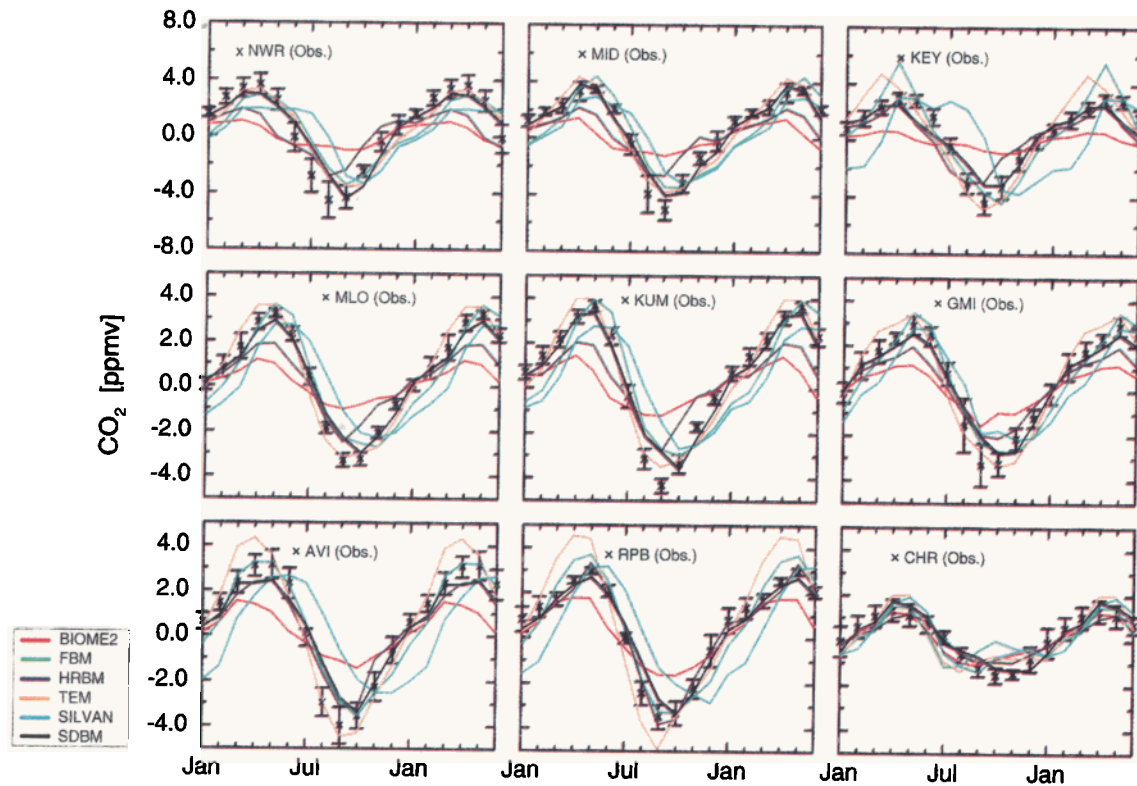 8.0
4.0
0.0
-4.0
-8.0
× NWR (Obs.)
× MID (Obs.)
× KEY (Obs.)
4.0
2.0
0.0
-2.0
-4.0
× MLO (Obs.)
× KUM (Obs.)
× GMI (Obs.)
CO2 [ppmv]
4.0
2.0
0.0
-2.0
-4.0
× AVI (Obs.)
× RPB (Obs.)
× CHR (Obs.)
BIOME2
FBM
HRBM
TEM
SILVAN
SDBM
Jan Jul Jan Jan Jul Jan Jan Jul Jan